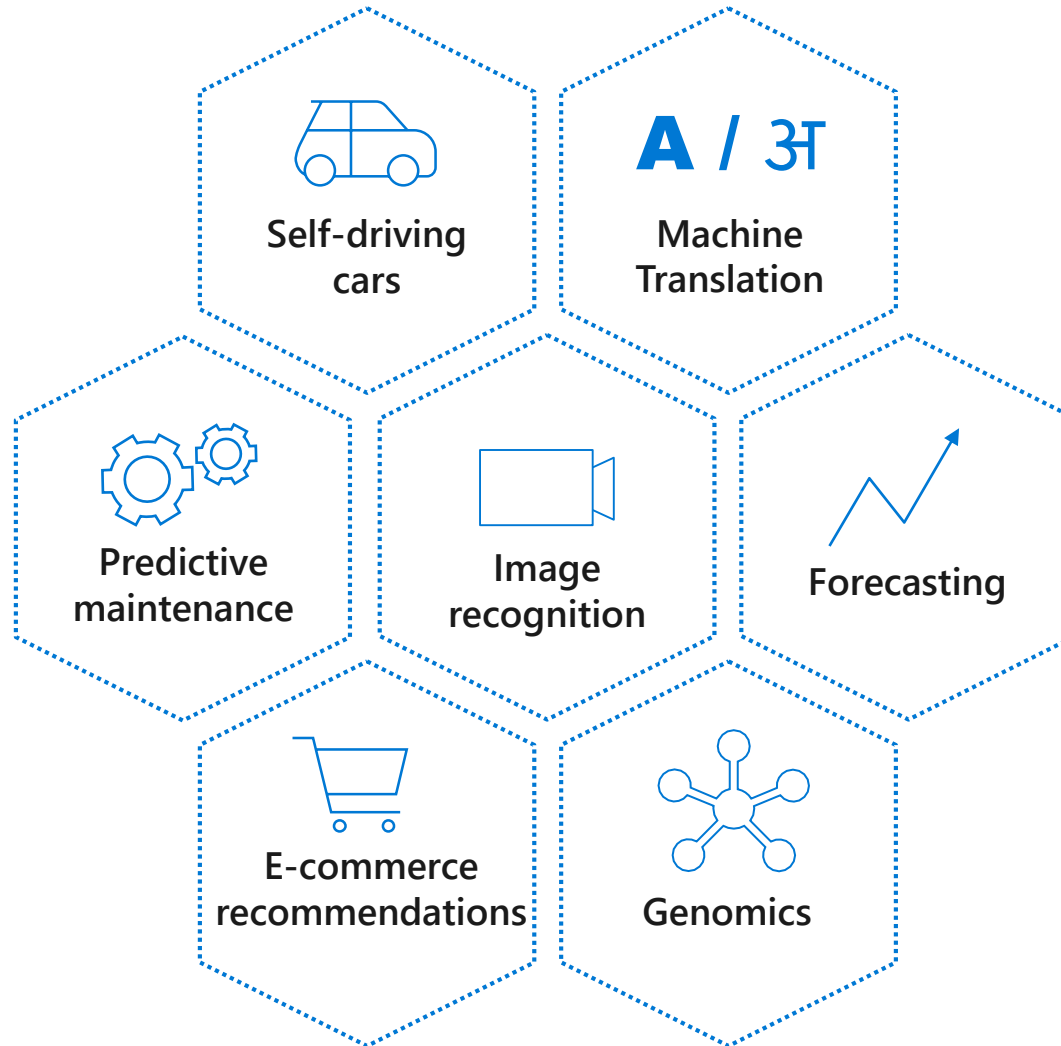 A / अ
Self-driving
cars
Machine
Translation
Predictive
maintenance
Image
recognition
Forecasting
E-commerce
recommendations
Genomics